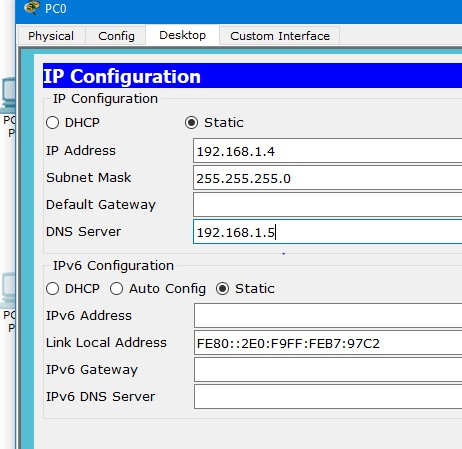 PC0
Physical Config Desktop Custom Interface
IP Configuration
IP Configuration
DHCP Static
IP Address 192.168.1.4
Subnet Mask 255.255.255.0
Default Gateway
DNS Server 192.168.1.5
IPv6 Configuration
DHCP Auto Config Static
IPv6 Address
Link Local Address FE80::2E0:F9FF:FEB7:97C2
IPv6 Gateway
IPv6 DNS Server